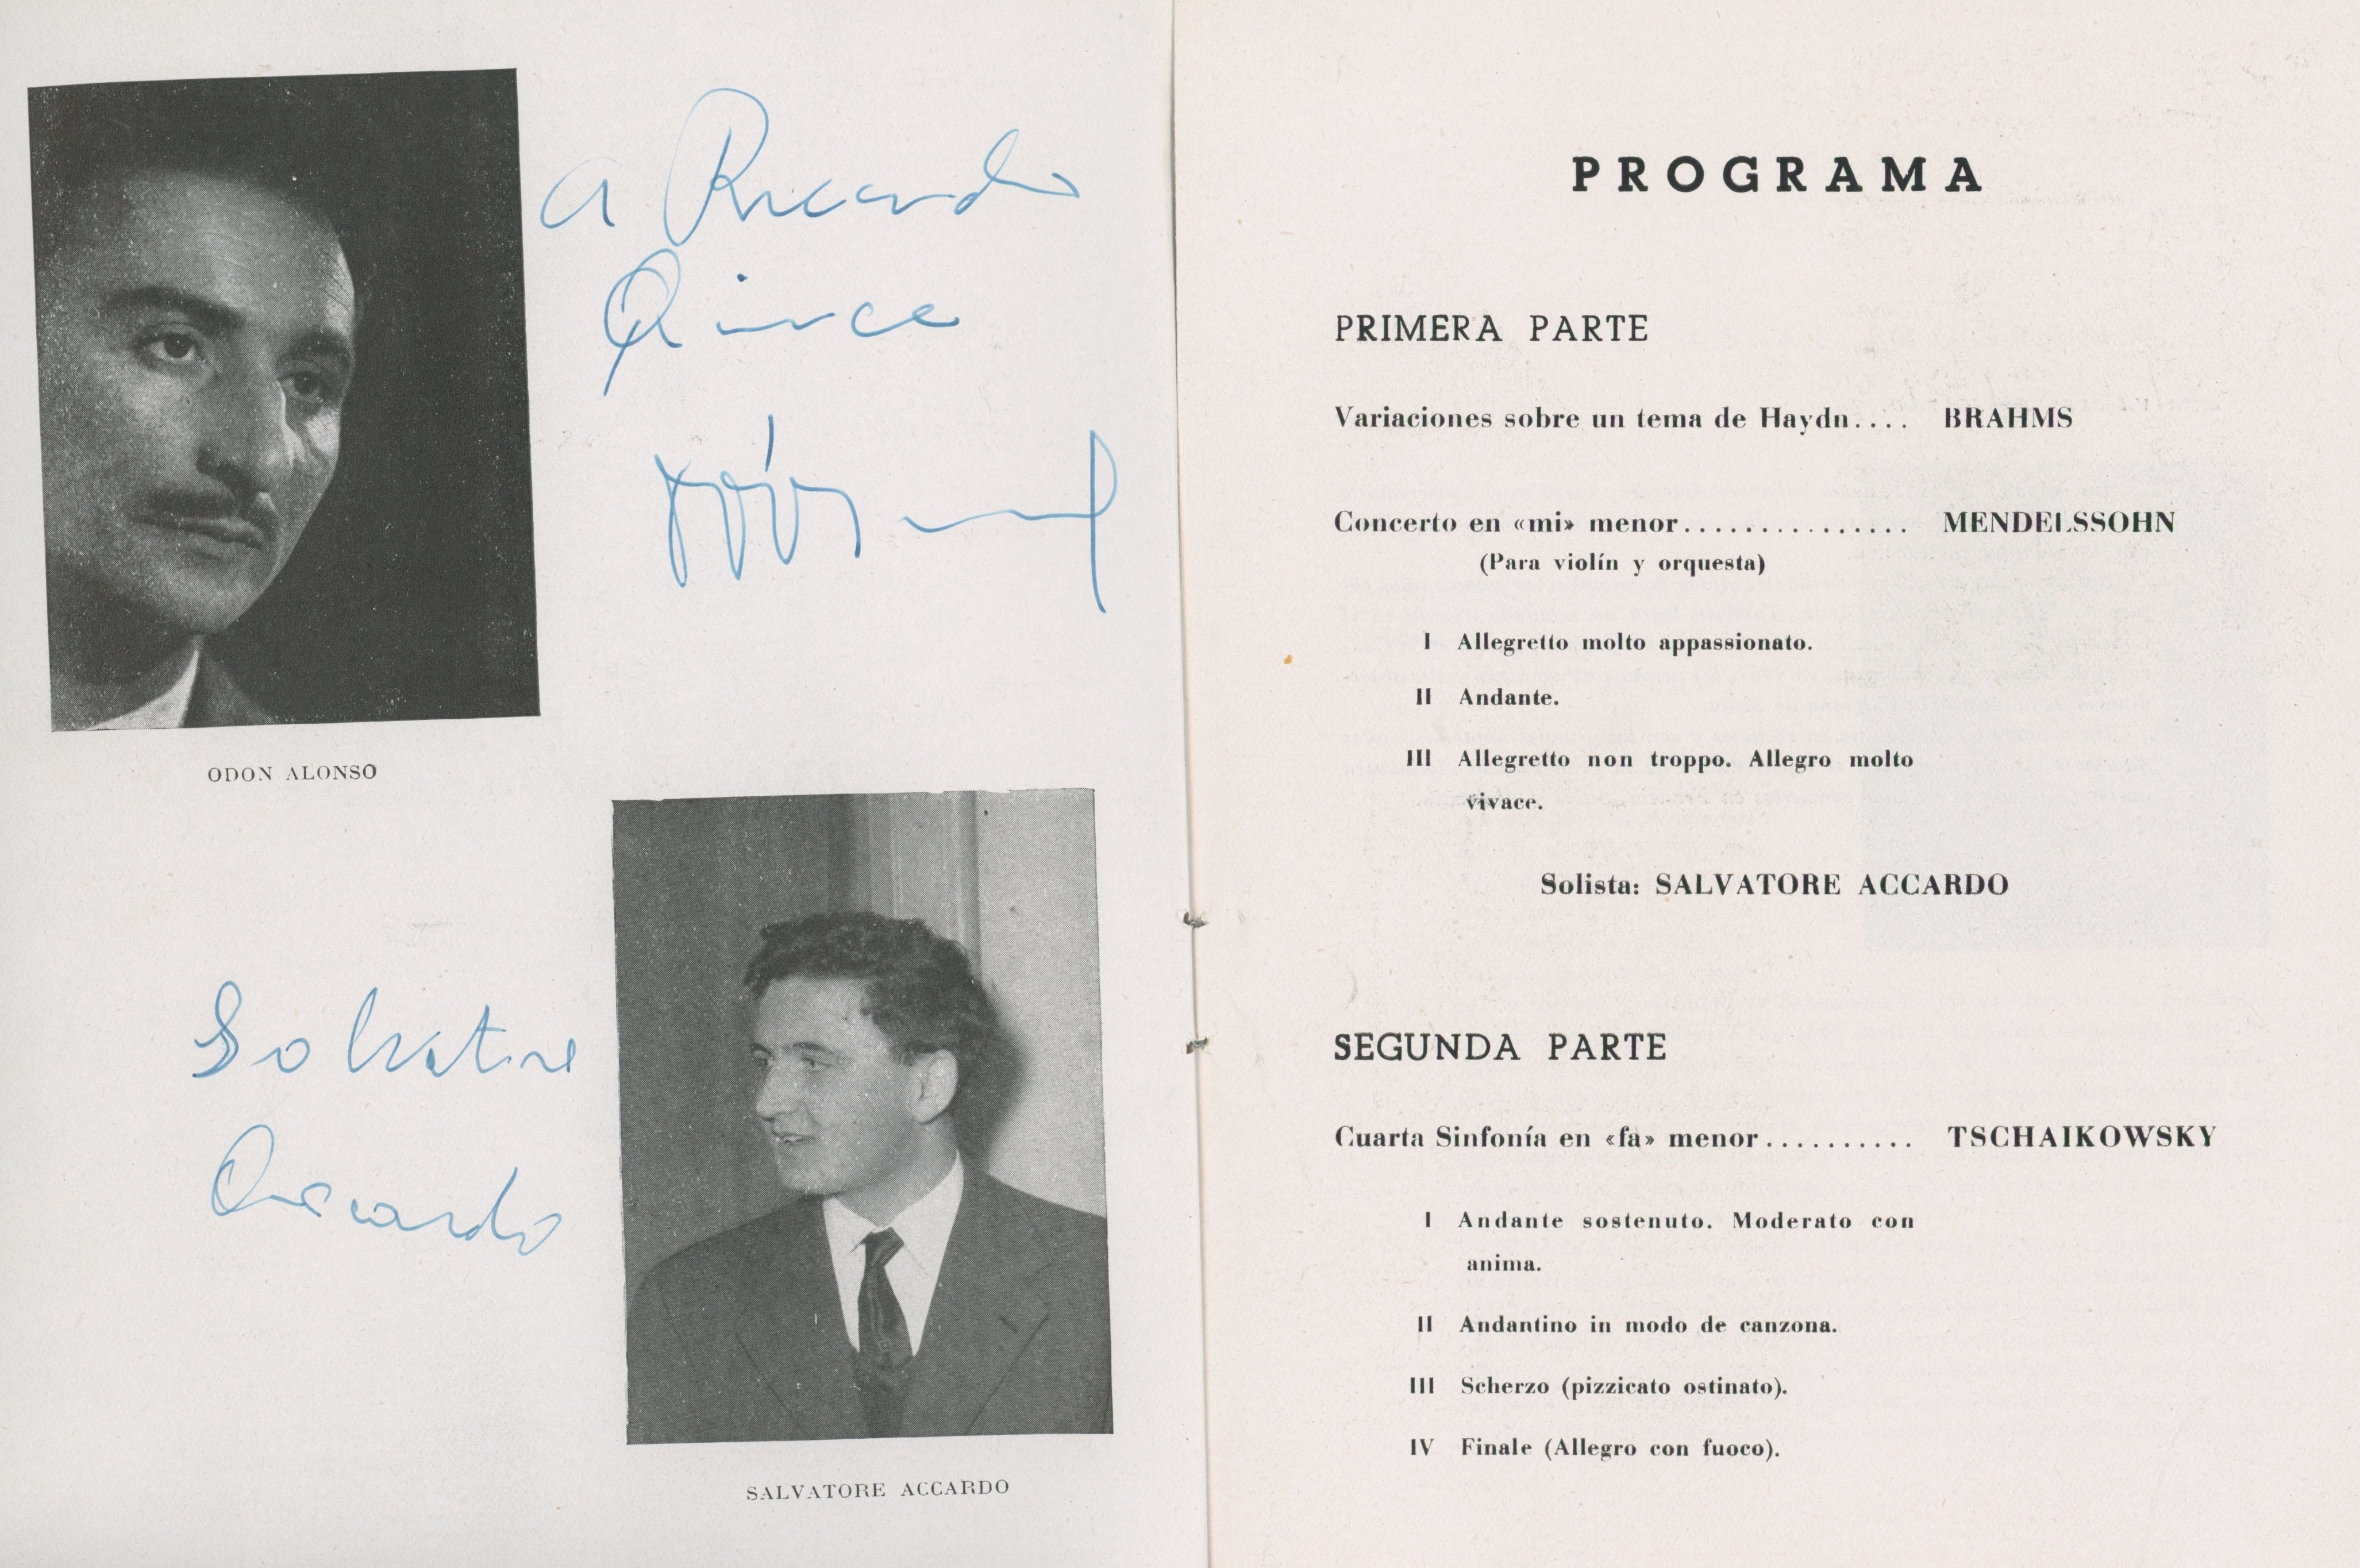 a Ricardo
Quince
ODON ALONSO
Salvatore
Accardo
SALVATORE ACCARDO
PROGRAMA
PRIMERA PARTE
Variaciones sobre un tema de Haydn.... BRAHMS
Concerto en «mi» menor............... MENDELSSOHN
(Para violín y orquesta)
I Allegretto molto appassionato.
II Andante.
III Allegretto non troppo. Allegro molto
vivace.
Solista: SALVATORE ACCARDO
SEGUNDA PARTE
Cuarta Sinfonía en «fa» menor.......... TSCHAIKOWSKY
I Andante sostenuto. Moderato con
anima.
II Andantino in modo de canzona.
III Scherzo (pizzicato ostinato).
IV Finale (Allegro con fuoco).